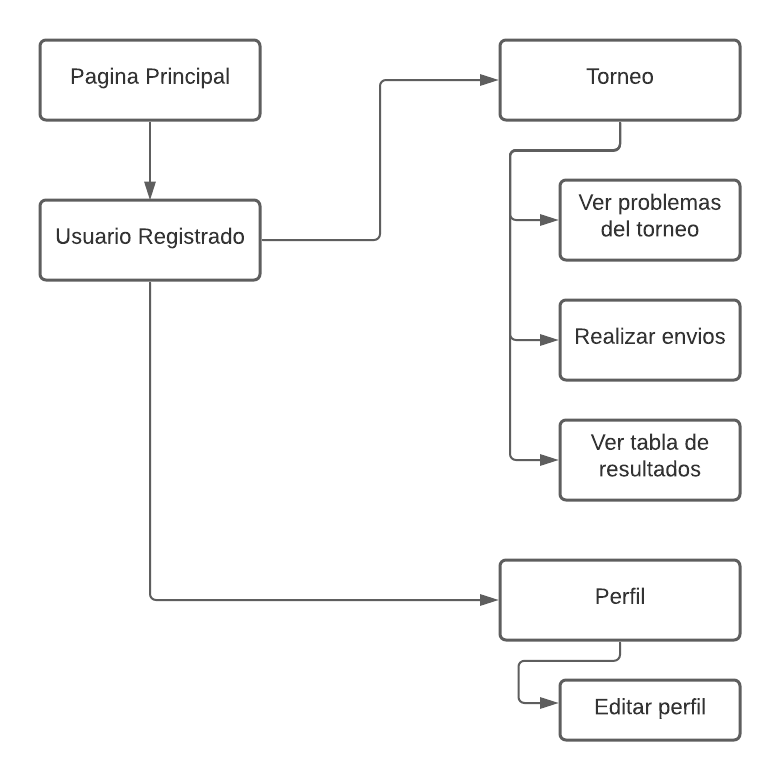 Pagina Principal
Usuario Registrado
Torneo
Ver problemas
del torneo
Realizar envios
Ver tabla de
resultados
Perfil
Editar perfil